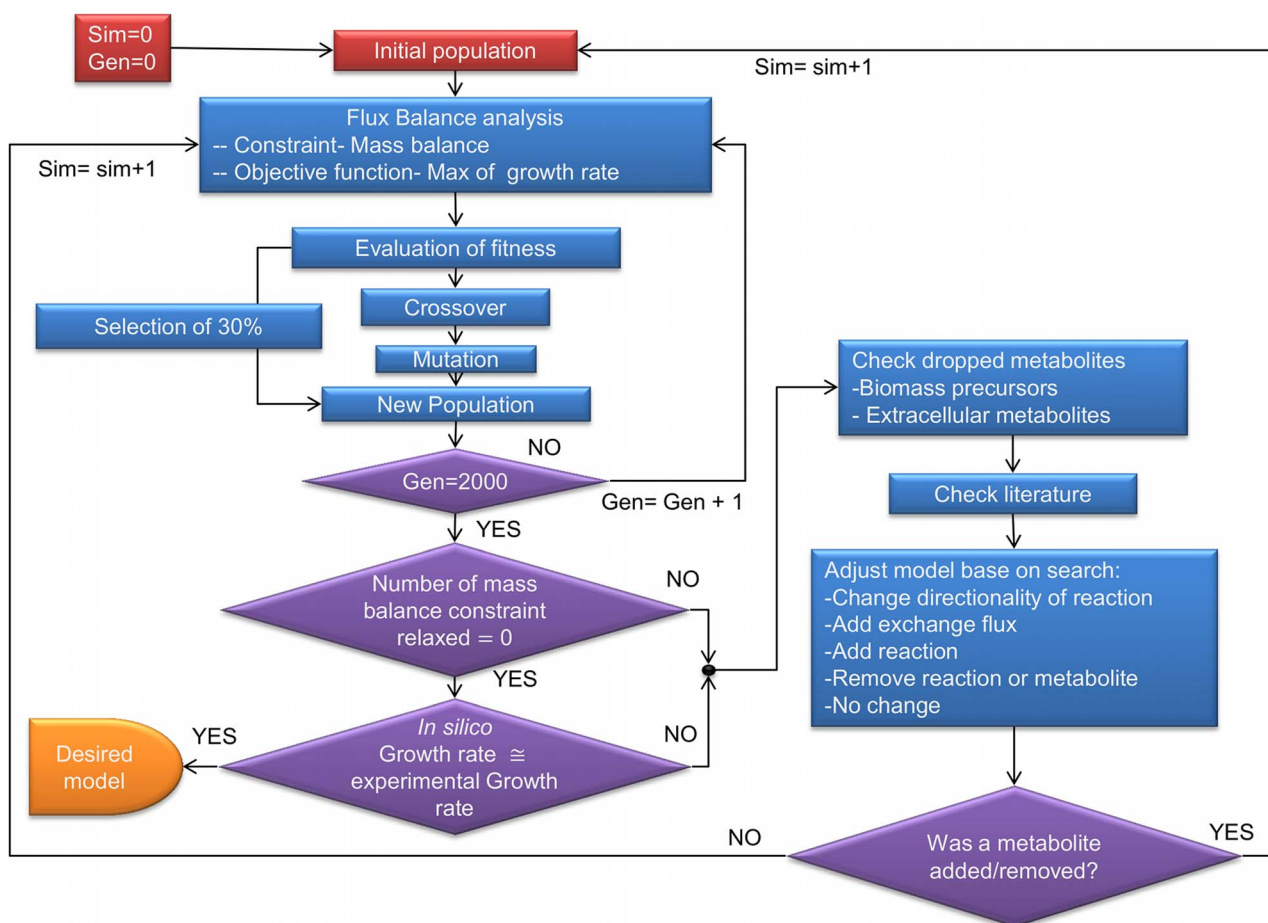 Sim=0
Gen=0
Initial population
Sim= sim+1
Flux Balance analysis
-- Constraint- Mass balance
-- Objective function- Max of growth rate
Sim= sim+1
Evaluation of fitness
Selection of 30%
Crossover
Mutation
New Population
NO
Gen=2000
Gen= Gen + 1
YES
Number of mass
balance constraint
relaxed = 0
NO
YES
In silico
Growth rate ≅
experimental Growth
rate
NO
YES
Desired
model
Check dropped metabolites
-Biomass precursors
- Extracellular metabolites
Check literature
Adjust model base on search:
-Change directionality of reaction
-Add exchange flux
-Add reaction
-Remove reaction or metabolite
-No change
NO
Was a metabolite
added/removed?
YES